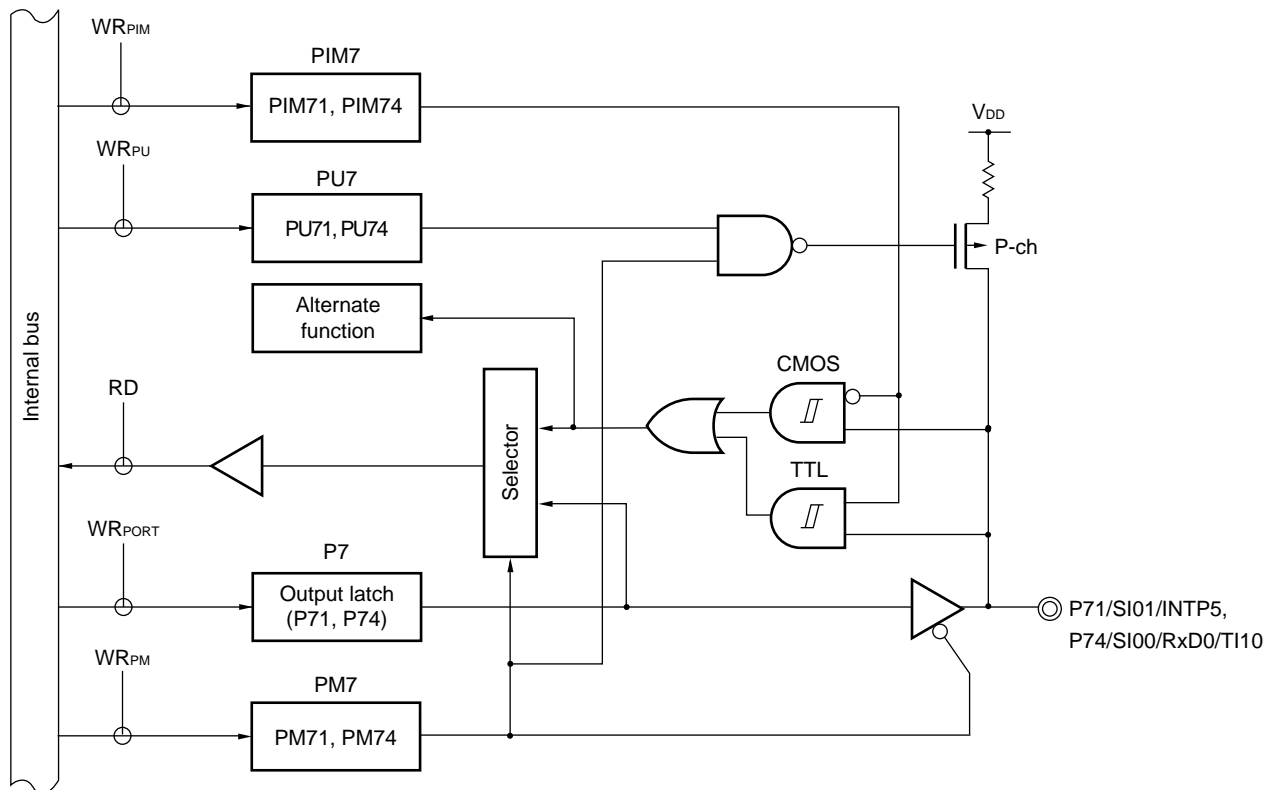 WRPIM
PIM7
PIM71, PIM74
VDD
WRPU
PU7
PU71, PU74
P-ch
Alternate
function
CMOS
Internal bus
RD
Selector
TTL
WRPORT
P7
Output latch
(P71, P74)
P71/SI01/INTP5,
P74/SI00/RxD0/TI10
WRPM
PM7
PM71, PM74